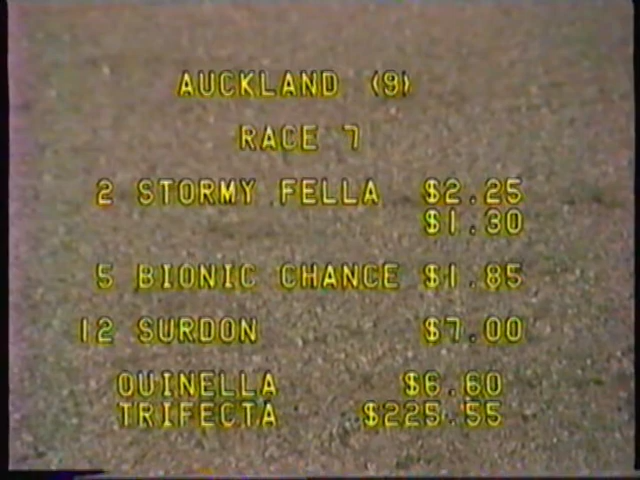 AUCKLAND (9)
RACE 7
2 STORMY FELLA $2.25
$1.30
5 BIONIC CHANCE $1.85
12 SURDON $7.00
QUINELLA $6.60
TRIFECTA $225.55